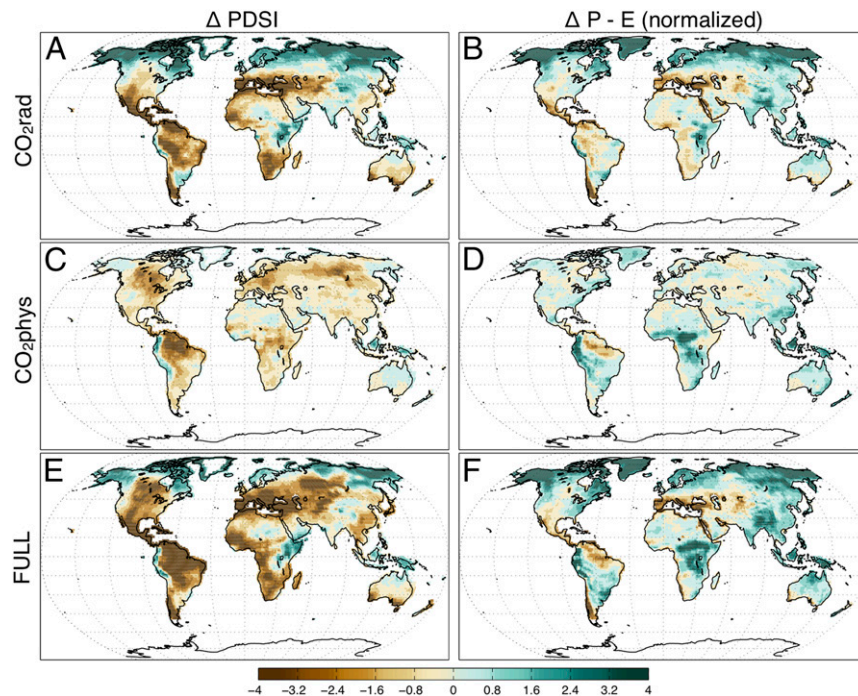 Δ PDSI
Δ P - E (normalized)
A
B
CO₂rad
C
D
CO₂phys
E
F
FULL
-4 -3.2 -2.4 -1.6 -0.8 0 0.8 1.6 2.4 3.2 4